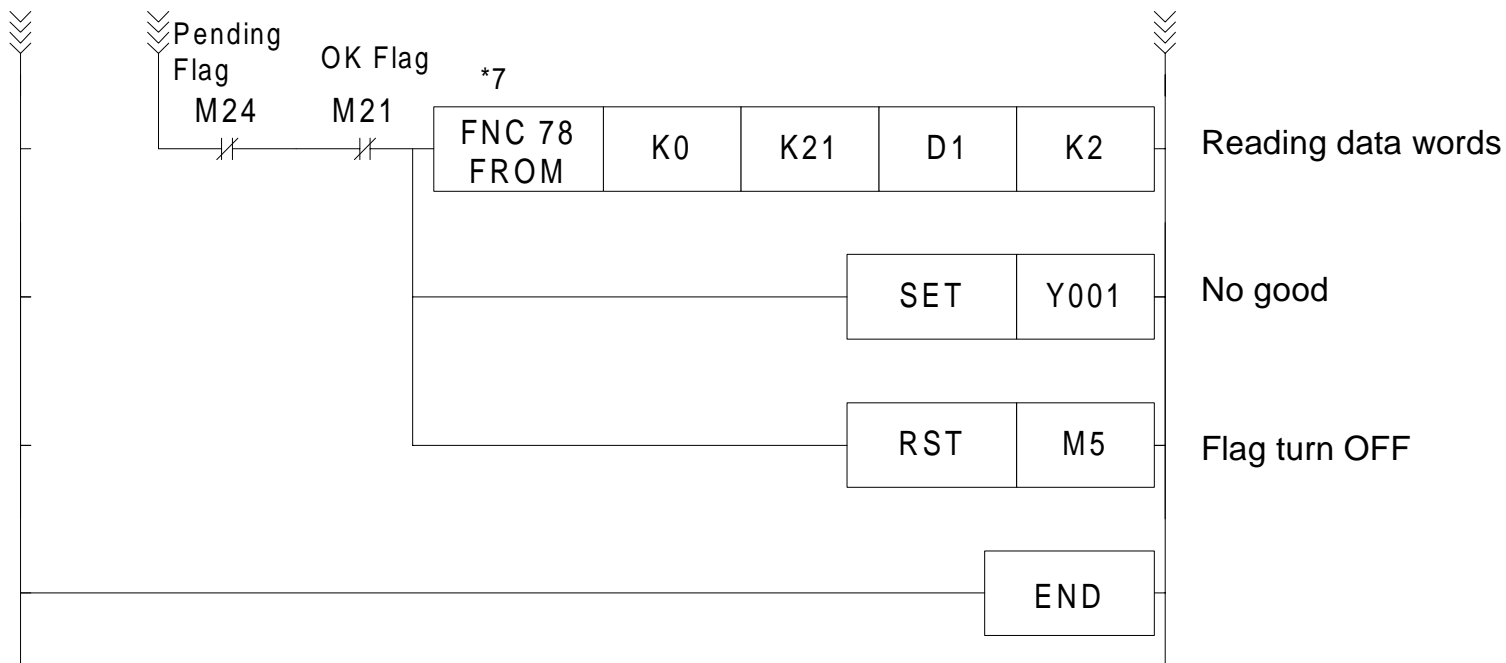 Pending
Flag
OK Flag
*7
M24
M21
FNC 78
FROM
K0
K21
D1
K2
Reading data words
SET
Y001
No good
RST
M5
Flag turn OFF
END